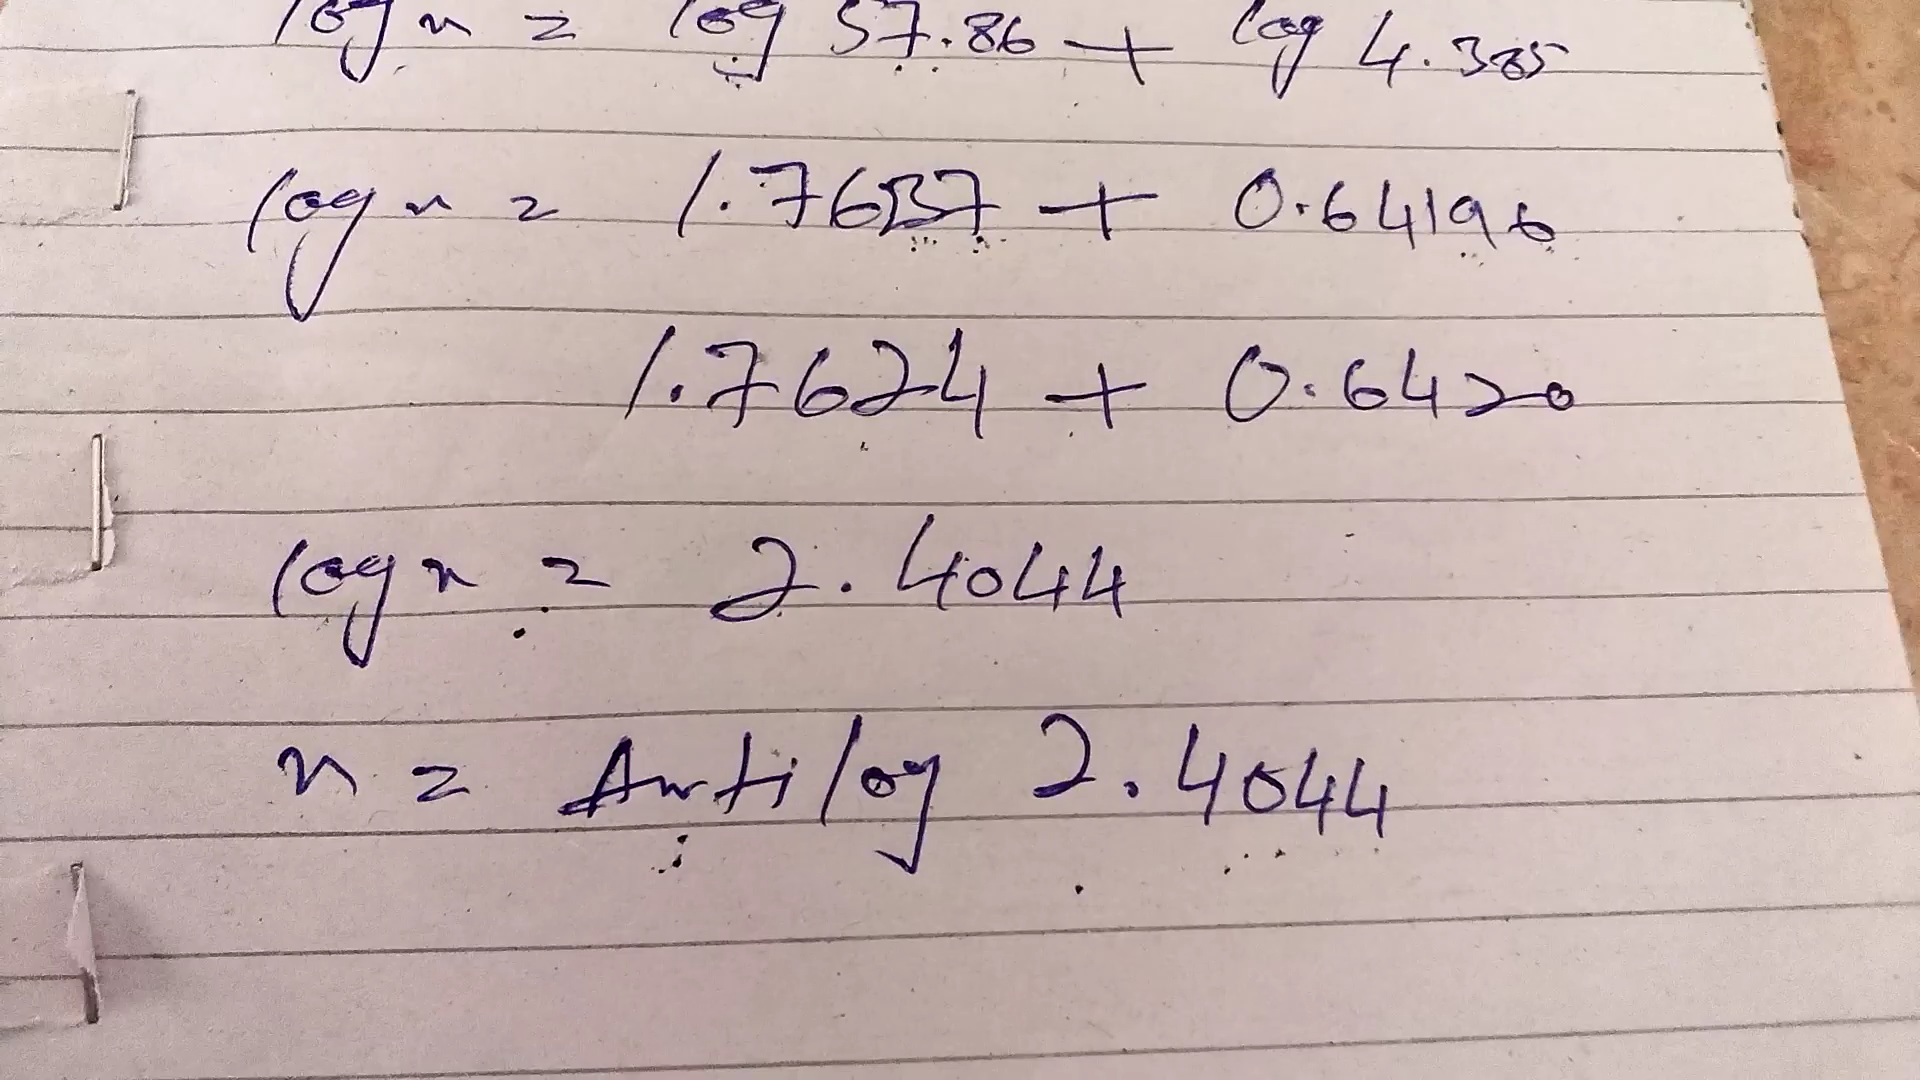 log x = log 57.86 + log 4.385
log x = 1.7637 + 0.64196
1.7624 + 0.6420
log x = 2.4044
x = Antilog 2.4044